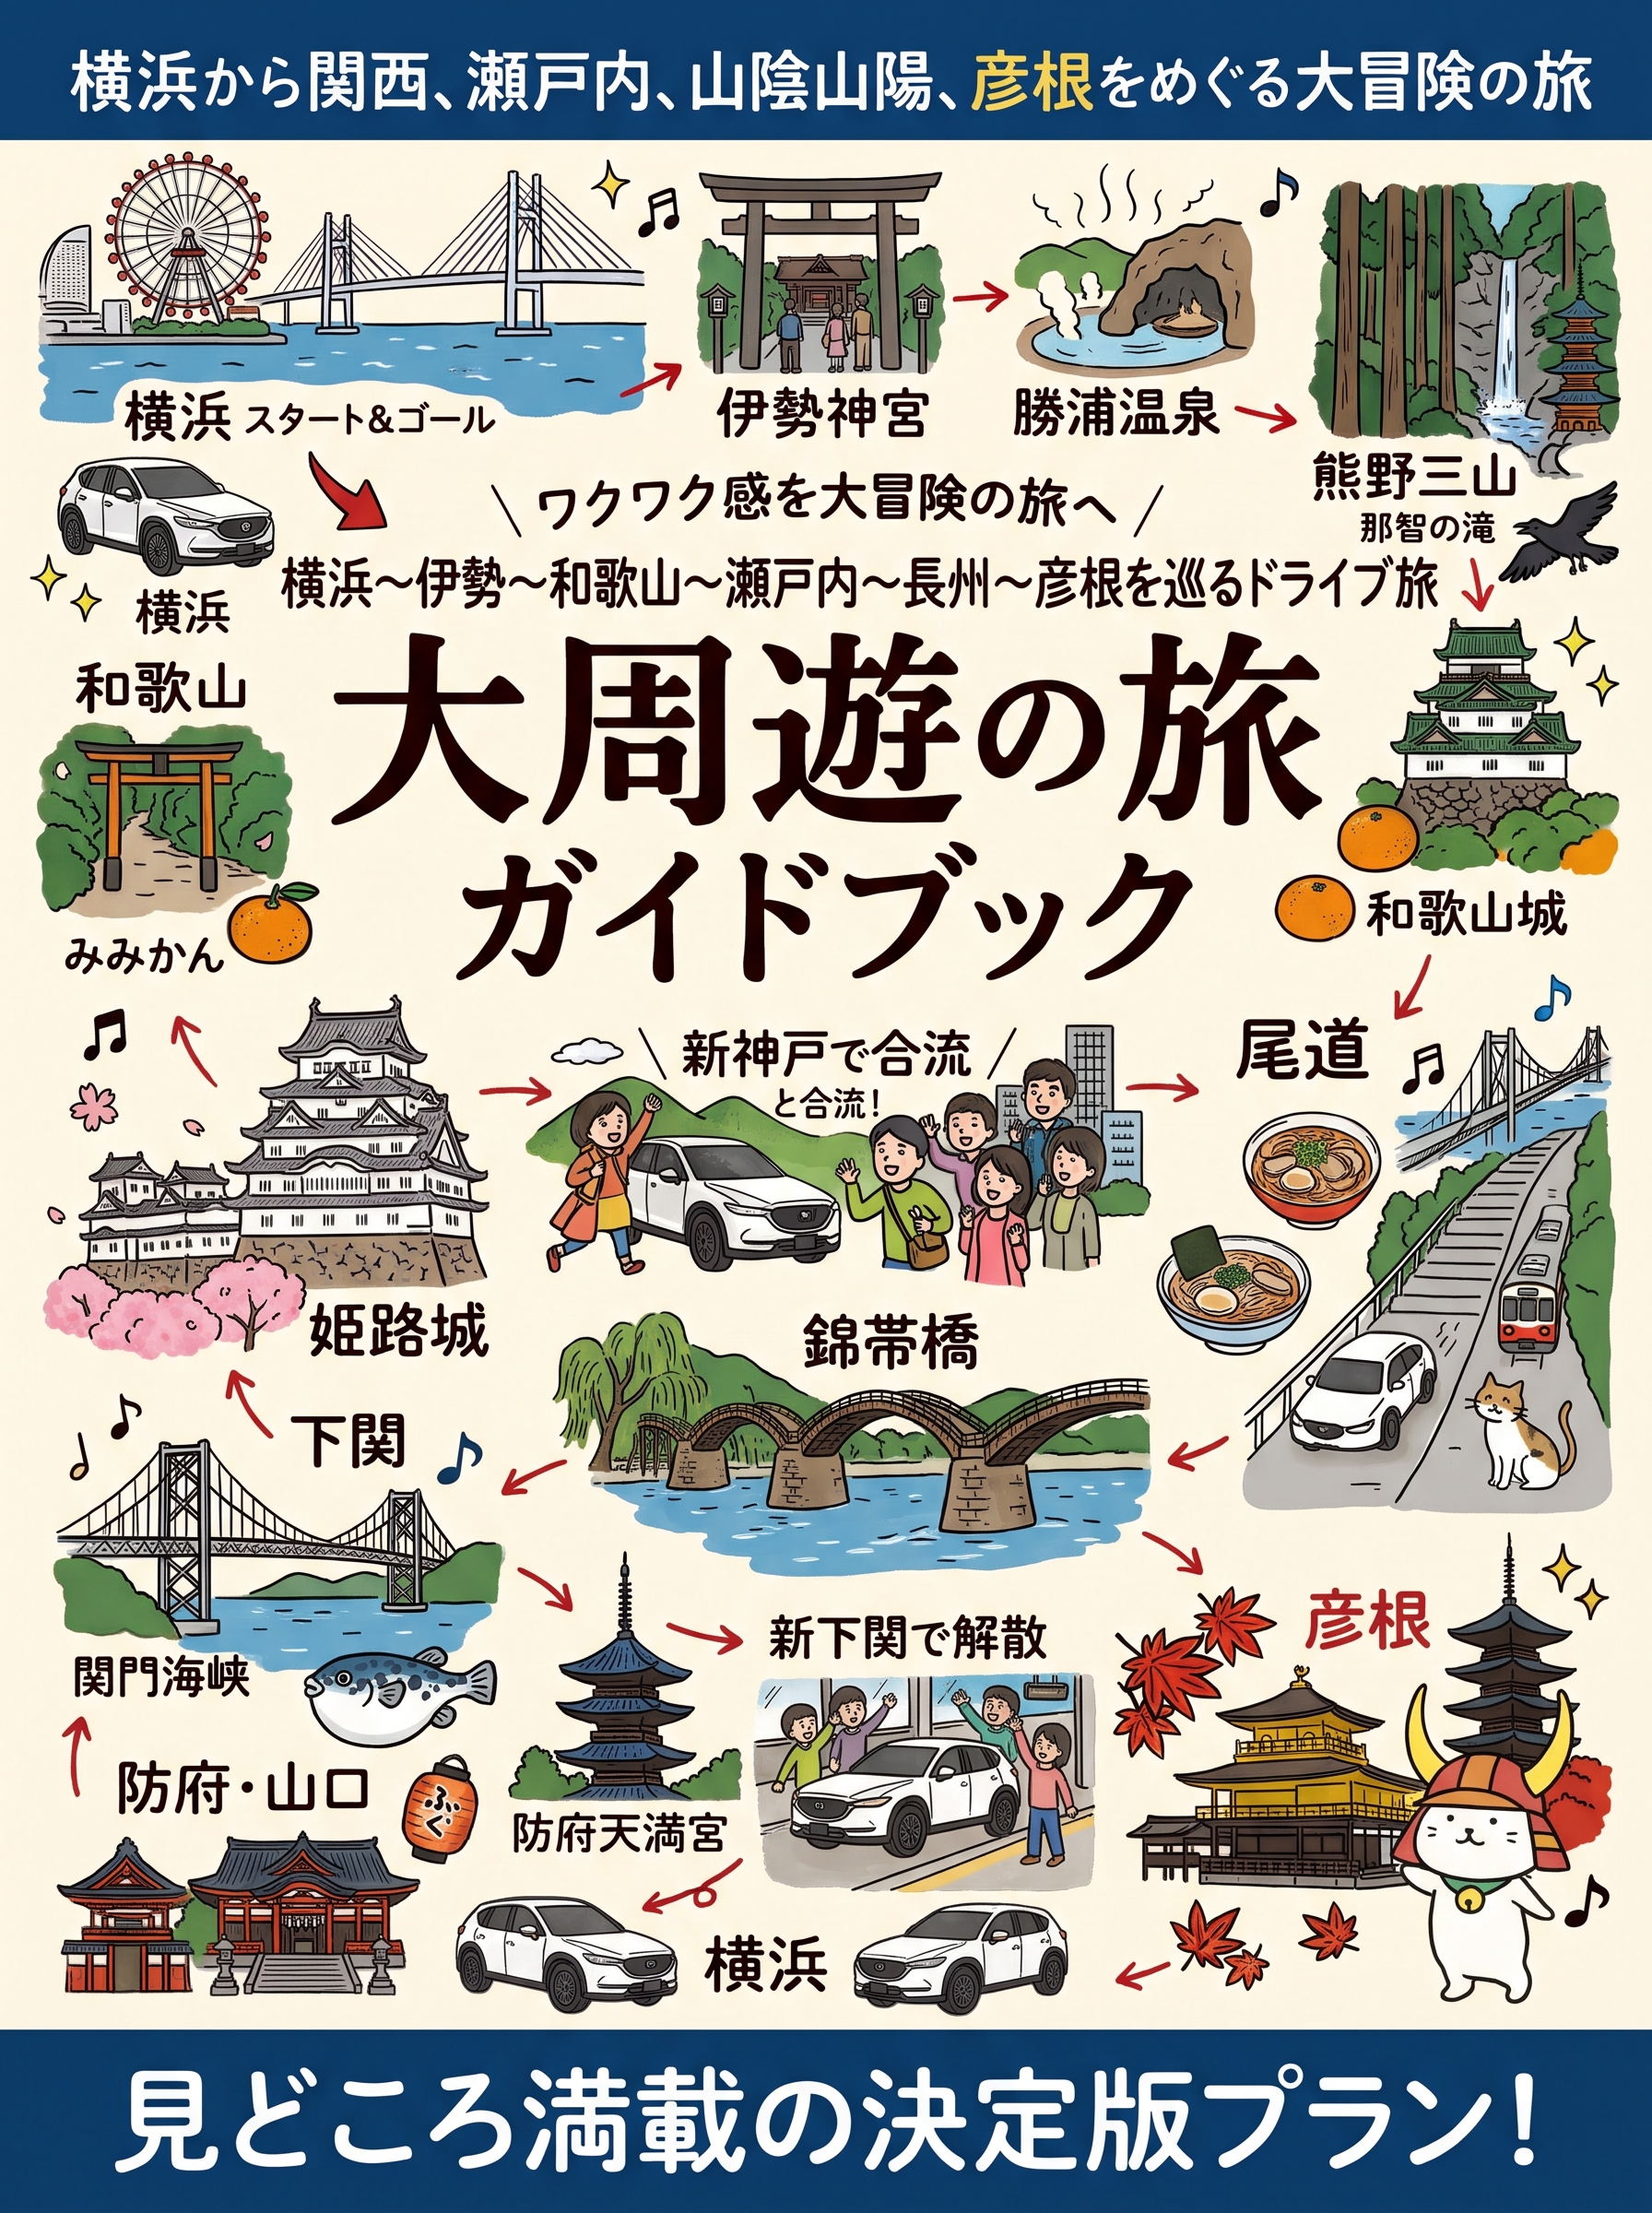 横浜から関西、瀬戸内、山陰山陽、彦根をめぐる大冒険の旅
横浜 スタート&ゴール
伊勢神宮
勝浦温泉
熊野三山
那智の滝
ワクワク感を大冒険の旅へ
横浜～伊勢～和歌山～瀬戸内～長州～彦根を巡るドライブ旅
横浜
大周遊の旅
ガイドブック
和歌山
みみかん
和歌山城
新神戸で合流
と合流!
尾道
姫路城
錦帯橋
下関
関門海峡
新下関で解散
彦根
防府・山口
ふぐ
防府天満宮
横浜
見どころ満載の決定版プラン!